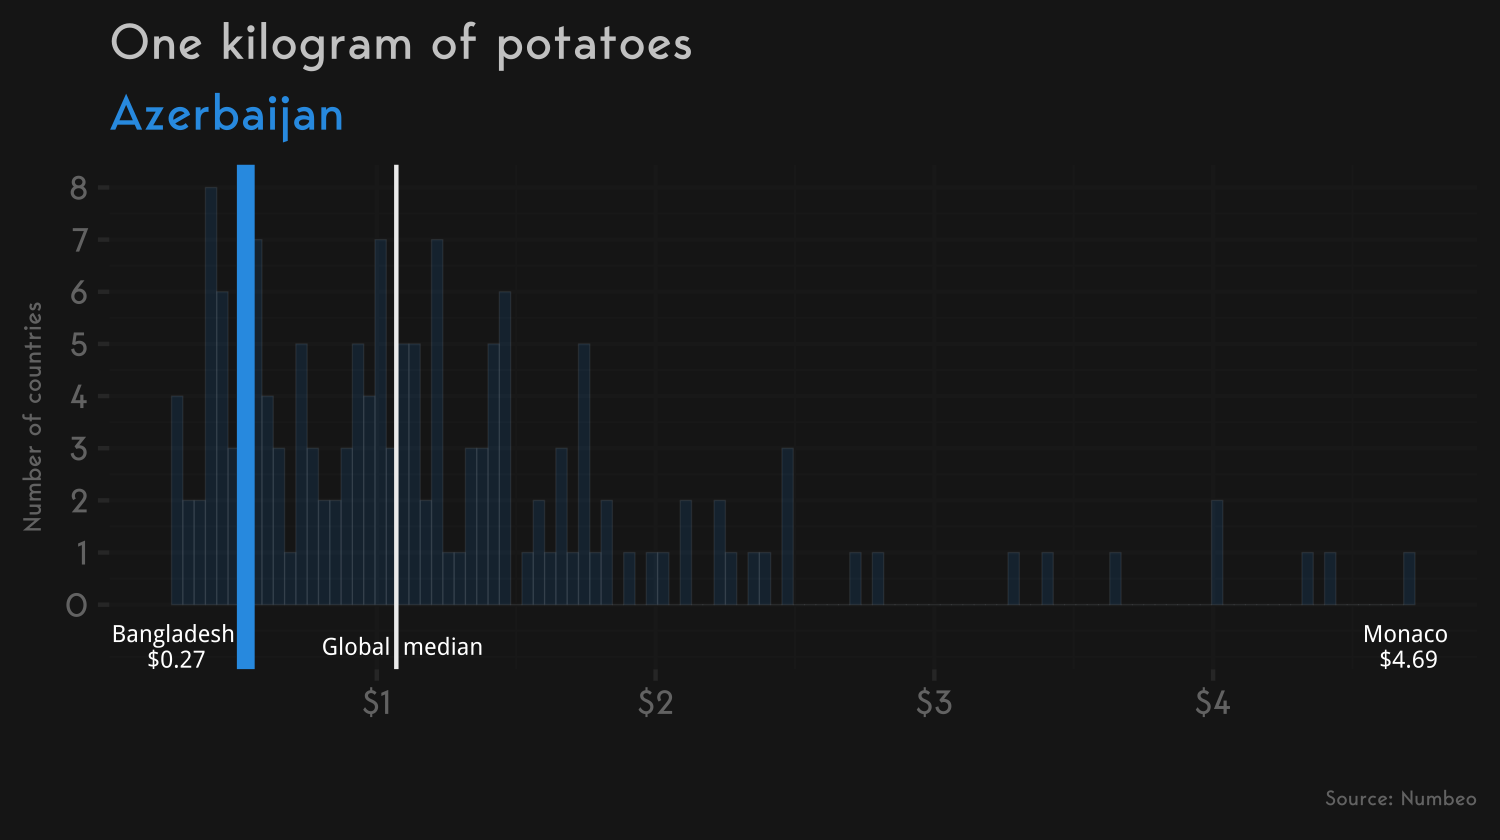 One kilogram of potatoes
Azerbaijan
Number of countries
8
7
6
5
4
3
2
1
0
Bangladesh
$0.27
Global median
Monaco
$4.69
$1
$2
$3
$4
Source: Numbeo